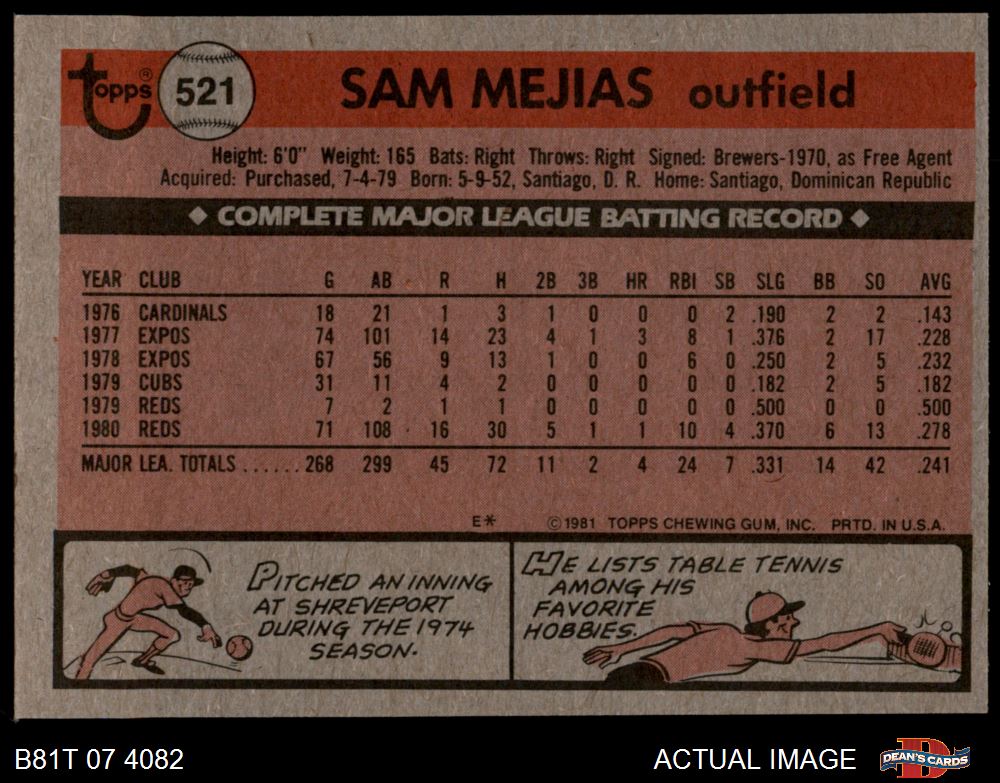 topps® 521 SAM MEJIAS outfield
Height: 6'0" Weight: 165 Bats: Right Throws: Right Signed: Brewers-1970, as Free Agent
Acquired: Purchased, 7-4-79 Born: 5-9-52, Santiago, D. R. Home: Santiago, Dominican Republic
◆ COMPLETE MAJOR LEAGUE BATTING RECORD ◆
YEAR CLUB G AB R H 2B 3B HR RBI SB SLG BB SO AVG
1976 CARDINALS 18 21 1 3 1 0 0 0 2 .190 2 2 .143
1977 EXPOS 74 101 14 23 4 1 3 8 1 .376 2 17 .228
1978 EXPOS 67 56 9 13 1 0 0 6 0 .250 2 5 .232
1979 CUBS 31 11 4 2 0 0 0 0 0 .182 2 5 .182
1979 REDS 7 2 1 1 0 0 0 0 0 .500 0 0 .500
1980 REDS 71 108 16 30 5 1 1 10 4 .370 6 13 .278
MAJOR LEA. TOTALS ...... 268 299 45 72 11 2 4 24 7 .331 14 42 .241
E* ©1981 TOPPS CHEWING GUM, INC. PRTD. IN U.S.A.
PITCHED AN INNING
AT SHREVEPORT
DURING THE 1974
SEASON.
HE LISTS TABLE TENNIS
AMONG HIS
FAVORITE
HOBBIES.
B81T 07 4082 ACTUAL IMAGE DEAN'S CARDS